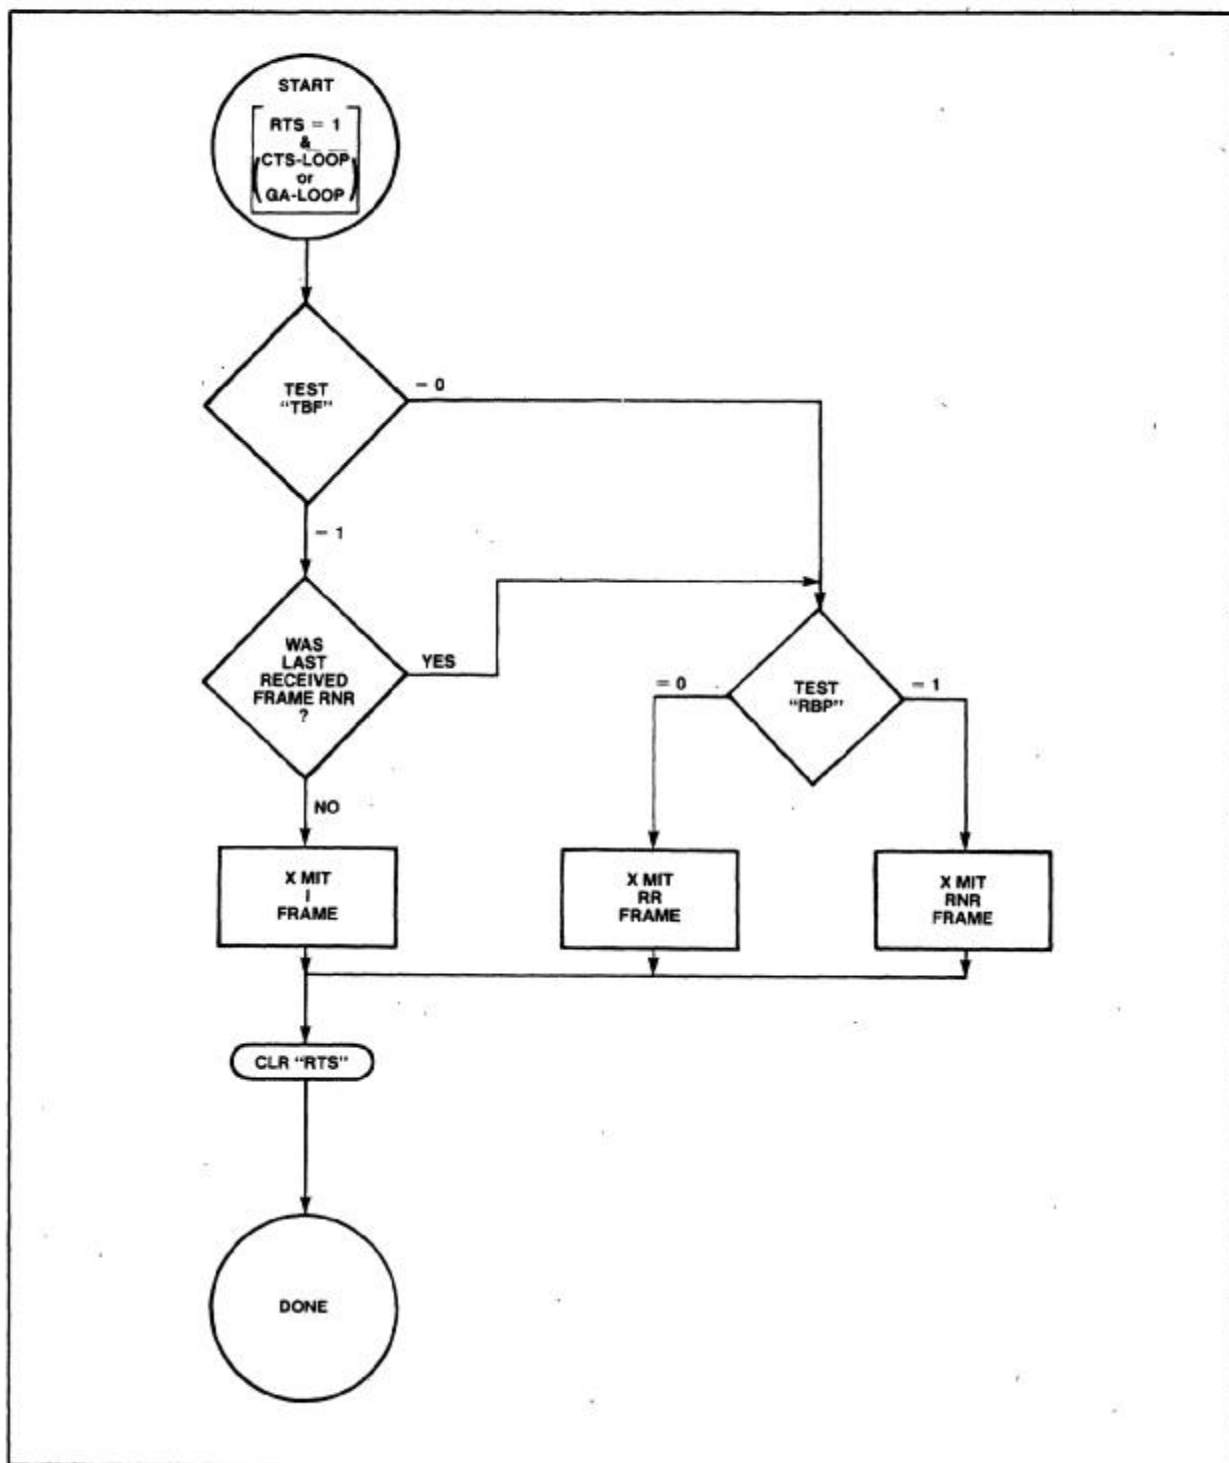 START
RTS = 1
&
CTS-LOOP
or
GA-LOOP
TEST
"TBF"
= 0
= 1
WAS
LAST
RECEIVED
FRAME RNR
?
YES
NO
TEST
"RBP"
= 0
= 1
X MIT
I
FRAME
X MIT
RR
FRAME
X MIT
RNR
FRAME
CLR "RTS"
DONE